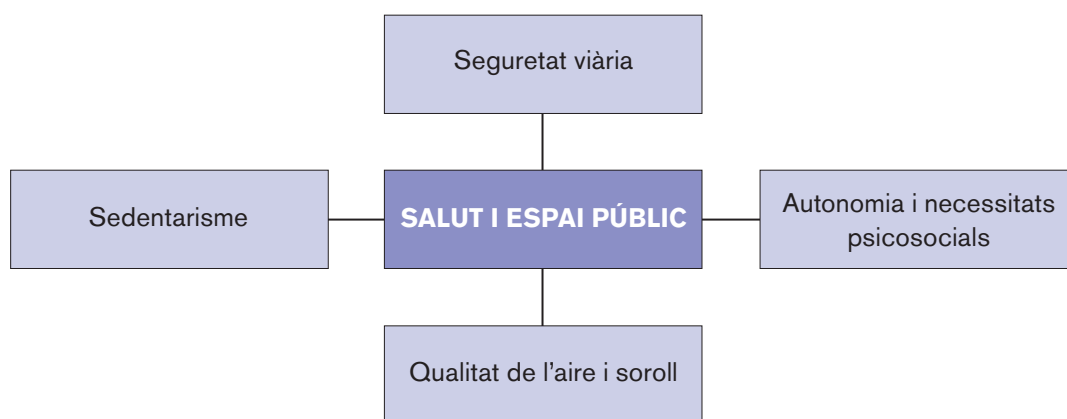 Seguretat viària
Sedentarisme
SALUT I ESPAI PÚBLIC
Autonomia i necessitats
psicosocials
Qualitat de l'aire i soroll